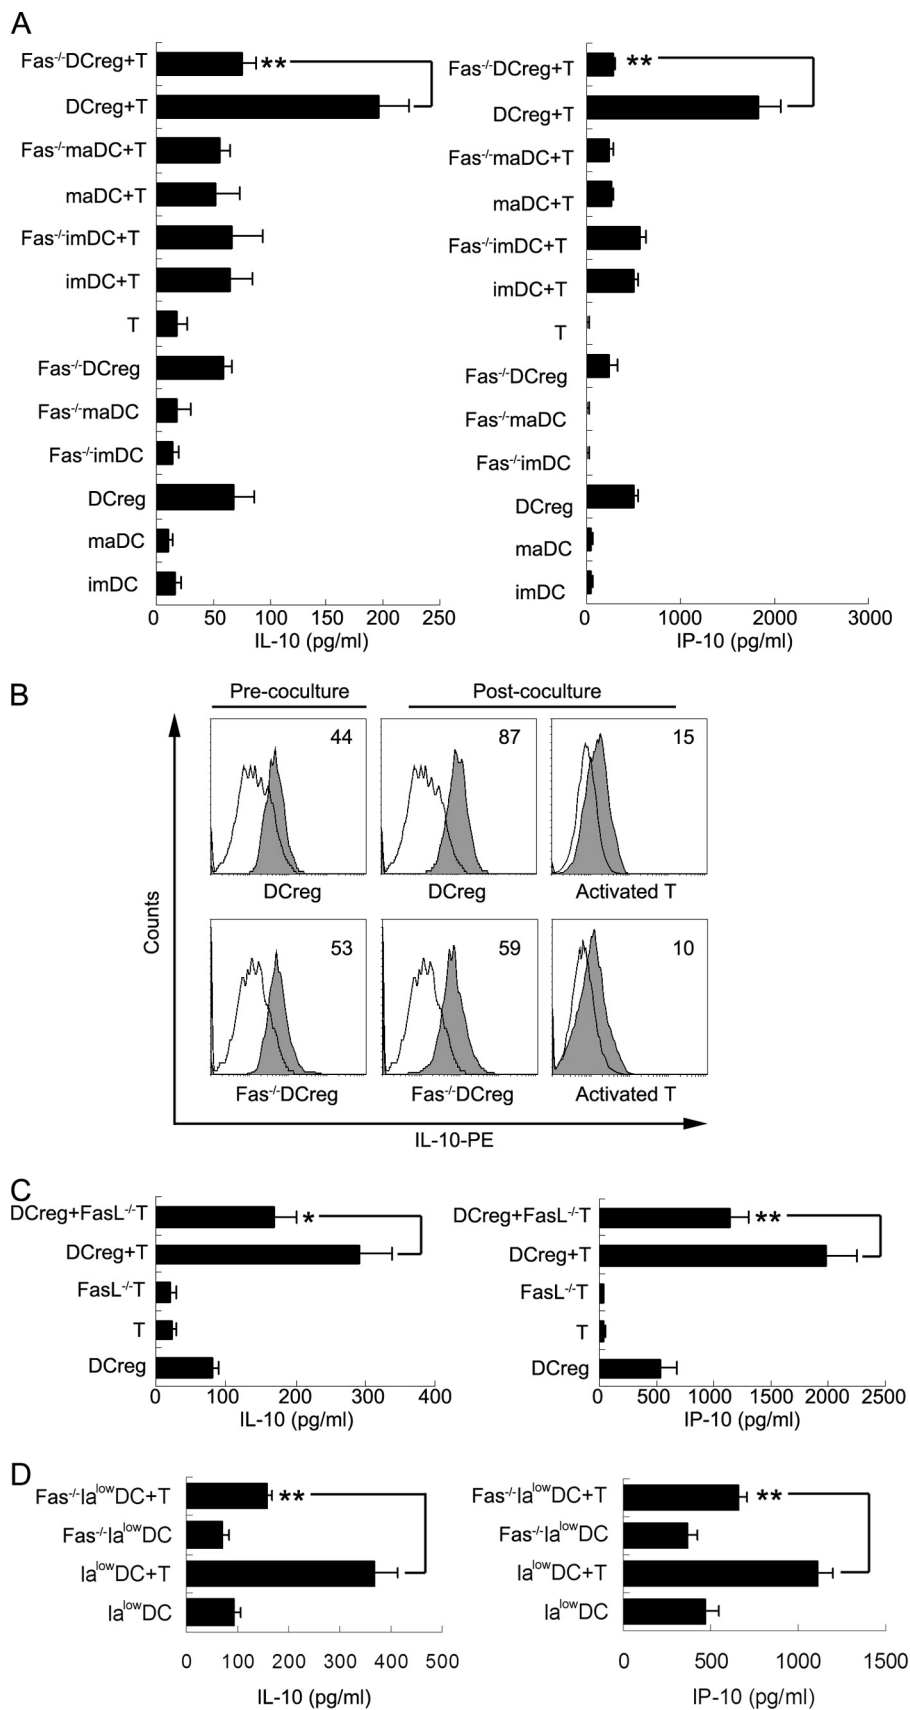 A
Fas-/-DCreg+T
DCreg+T
Fas-/-maDC+T
maDC+T
Fas-/-imDC+T
imDC+T
T
Fas-/-DCreg
Fas-/-maDC
Fas-/-imDC
DCreg
maDC
imDC
**
0 50 100 150 200 250
IL-10 (pg/ml)
Fas-/-DCreg+T
DCreg+T
Fas-/-maDC+T
maDC+T
Fas-/-imDC+T
imDC+T
T
Fas-/-DCreg
Fas-/-maDC
Fas-/-imDC
DCreg
maDC
imDC
**
0 1000 2000 3000
IP-10 (pg/ml)
B
Pre-coculture Post-coculture
44 87 15
DCreg DCreg Activated T
53 59 10
Fas-/-DCreg Fas-/-DCreg Activated T
Counts
IL-10-PE
C
DCreg+FasL-/-T
DCreg+T
FasL-/-T
T
DCreg
*
0 100 200 300 400
IL-10 (pg/ml)
DCreg+FasL-/-T
DCreg+T
FasL-/-T
T
DCreg
**
0 500 1000 1500 2000 2500
IP-10 (pg/ml)
D
Fas-/-IalowDC+T
Fas-/-IalowDC
IalowDC+T
IalowDC
**
0 100 200 300 400 500
IL-10 (pg/ml)
Fas-/-IalowDC+T
Fas-/-IalowDC
IalowDC+T
IalowDC
**
0 500 1000 1500
IP-10 (pg/ml)